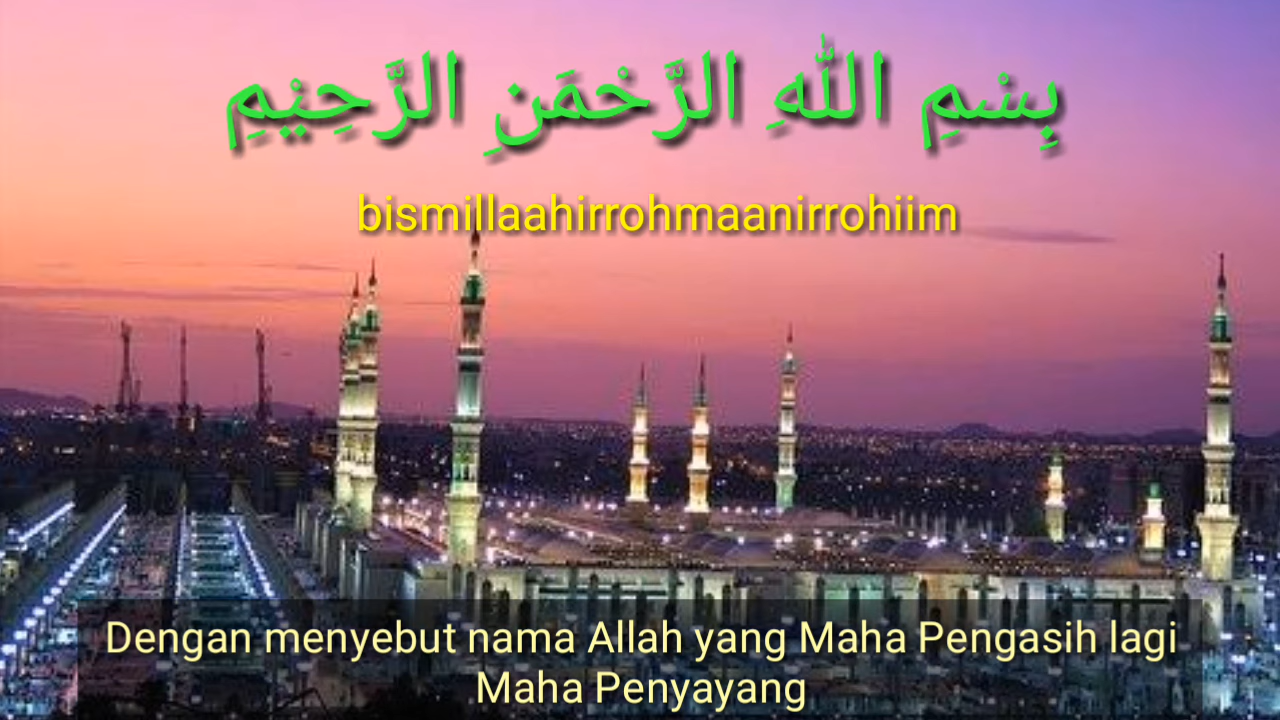 بِسْمِ اللّٰهِ الرَّحْمَنِ الرَّحِيْمِ
bismillaahirrohmaanirrohiim
Dengan menyebut nama Allah yang Maha Pengasih lagi
Maha Penyayang